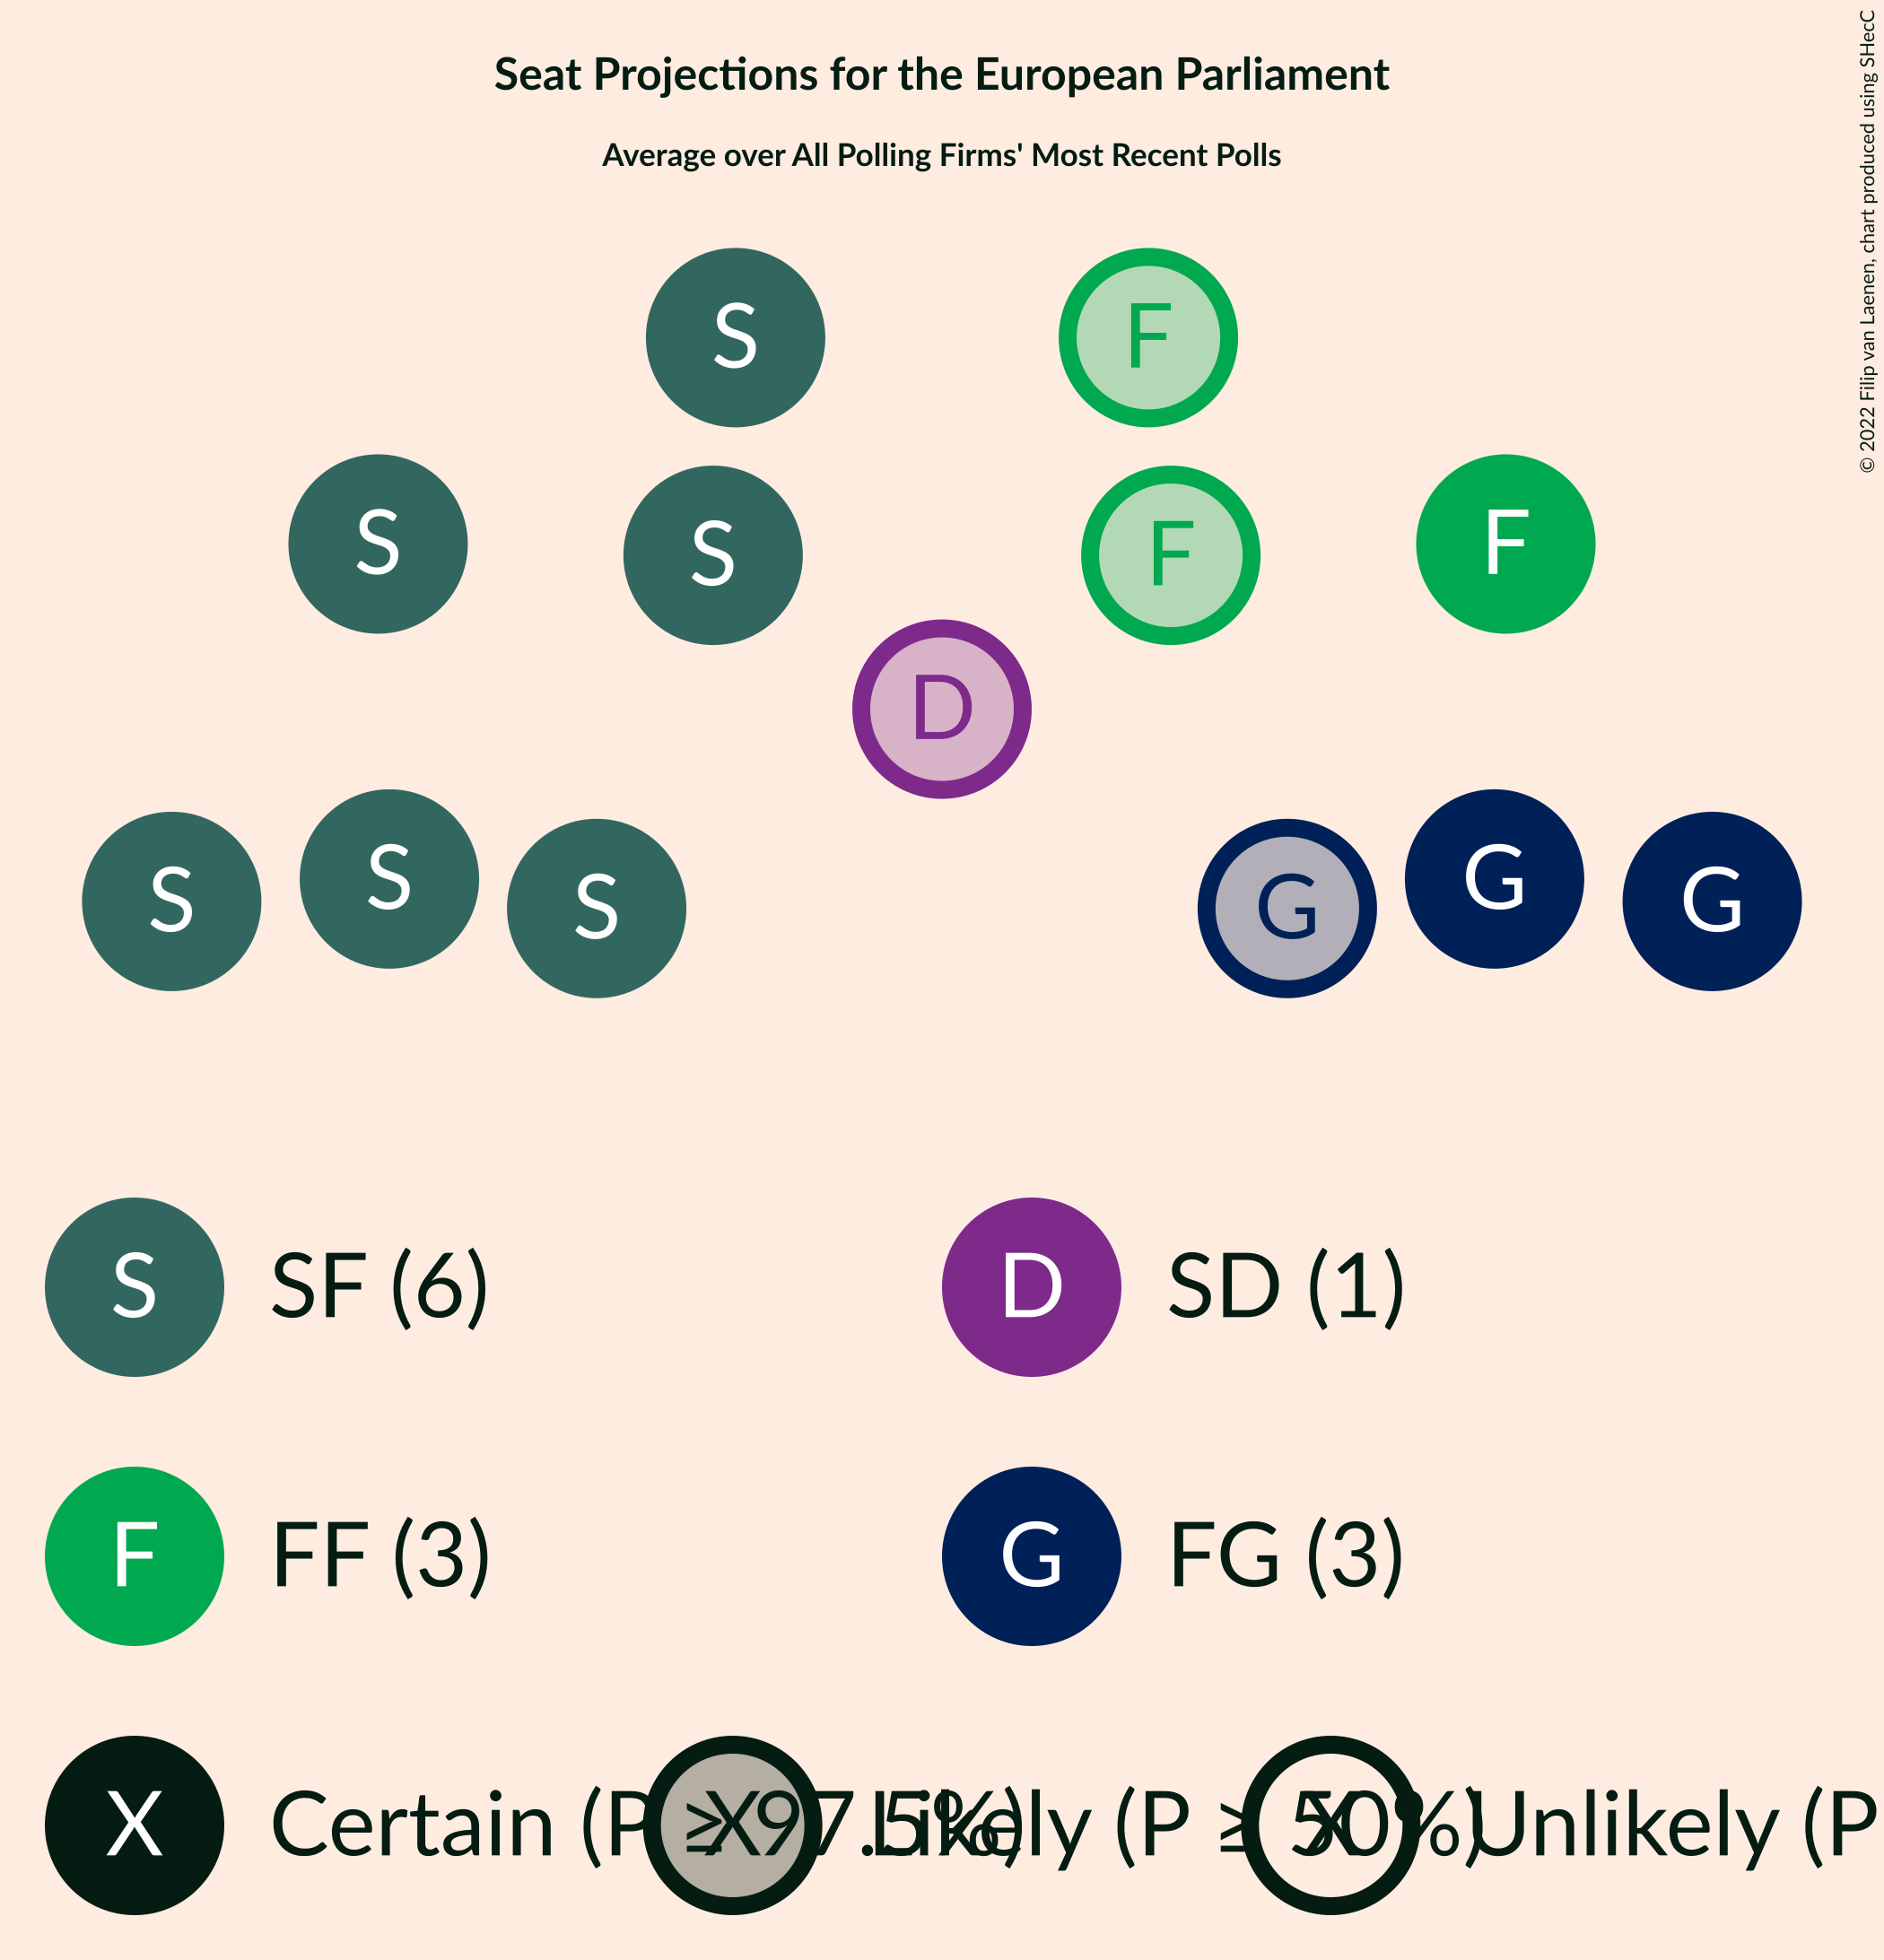 Seat Projections for the European Parliament
Average over All Polling Firms' Most Recent Polls
© 2022 Filip van Laenen, chart produced using SHecC
S F
S S F F
D
S S S G G G
S SF (6) D SD (1)
F FF (3) G FG (3)
X Certain (P ≥ 97.5%) X Likely (P ≥ 50%) X Unlikely (P